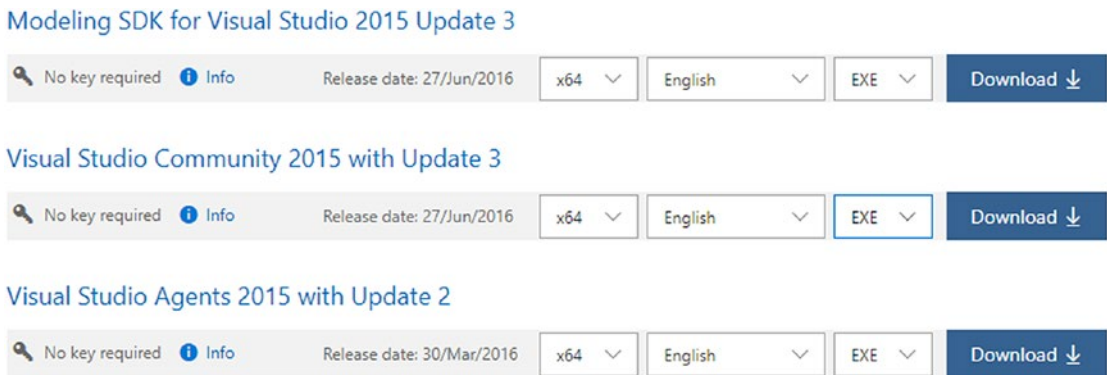 Modeling SDK for Visual Studio 2015 Update 3
No key required Info Release date: 27/Jun/2016 x64 English EXE Download
Visual Studio Community 2015 with Update 3
No key required Info Release date: 27/Jun/2016 x64 English EXE Download
Visual Studio Agents 2015 with Update 2
No key required Info Release date: 30/Mar/2016 x64 English EXE Download